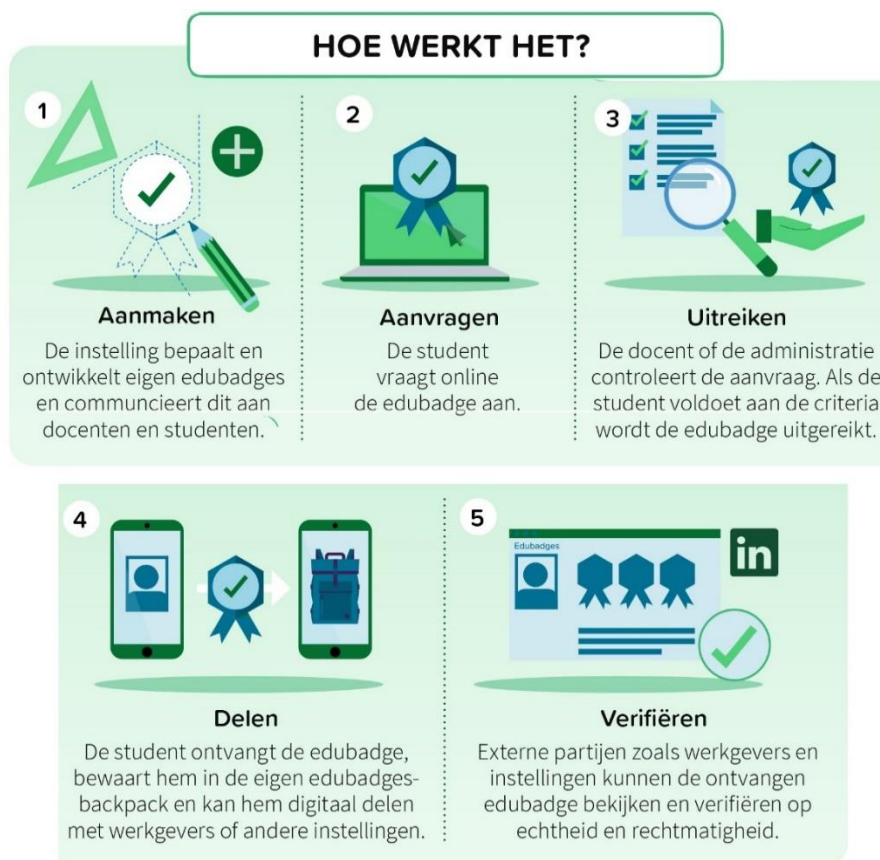 HOE WERKT HET?
1
2
3
Aanmaken
De instelling bepaalt en
ontwikkelt eigen edubadges
en communcieert dit aan
docenten en studenten.
Aanvragen
De student
vraagt online
de edubadge aan.
Uitreiken
De docent of de administratie
controleert de aanvraag. Als de
student voldoet aan de criteria
wordt de edubadge uitgereikt.
4
5
Edubadges
in
Delen
De student ontvangt de edubadge,
bewaart hem in de eigen edubadges-
backpack en kan hem digitaal delen
met werkgevers of andere instellingen.
Verifiëren
Externe partijen zoals werkgevers en
instellingen kunnen de ontvangen
edubadge bekijken en verifiëren op
echtheid en rechtmatigheid.